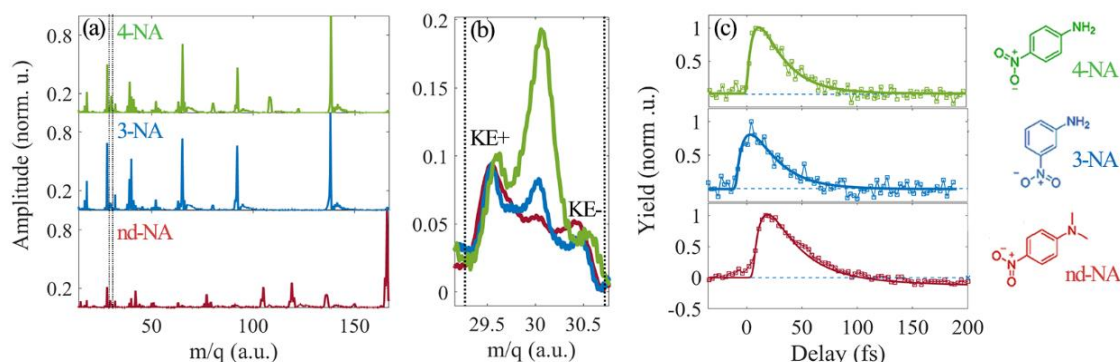 (a)
4-NA
3-NA
nd-NA
Amplitude (norm. u.)
0.8
0.2
0.8
0.2
0.8
0.2
50
100
150
m/q (a.u.)
(b)
KE+
KE-
0.2
0.15
0.1
0.05
0
29.5
30
30.5
m/q (a.u.)
(c)
Yield (norm .u.)
1
0.5
1
0.5
1
0.5
0
-0.5
0
50
100
150
200
Delay (fs)
NH₂
O⁻
N⁺
O
4-NA
NH₂
N⁺
O
O⁻
3-NA
N
O⁻
N⁺
O
nd-NA